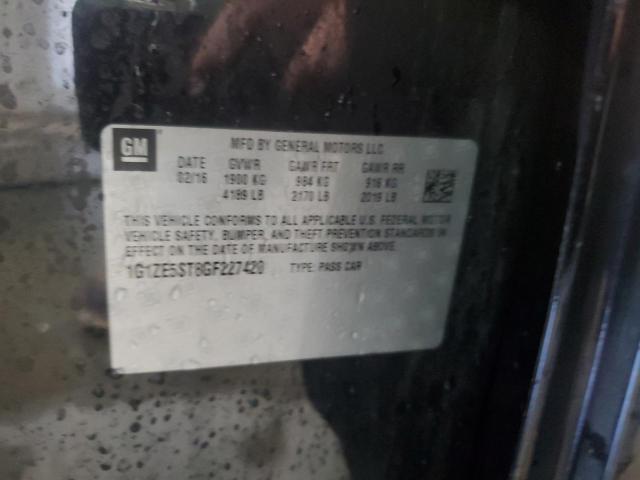 GM
MFD BY GENERAL MOTORS LLC
DATE GVWR GAWR FRT GAWR RR
02/16 1900 KG 984 KG 916 KG
4189 LB 2170 LB 2019 LB
THIS VEHICLE CONFORMS TO ALL APPLICABLE U.S. FEDERAL MOTOR
VEHICLE SAFETY, BUMPER, AND THEFT PREVENTION STANDARDS IN
EFFECT ON THE DATE OF MANUFACTURE SHOWN ABOVE.
1G1ZE5ST8GF227420 TYPE: PASS CAR